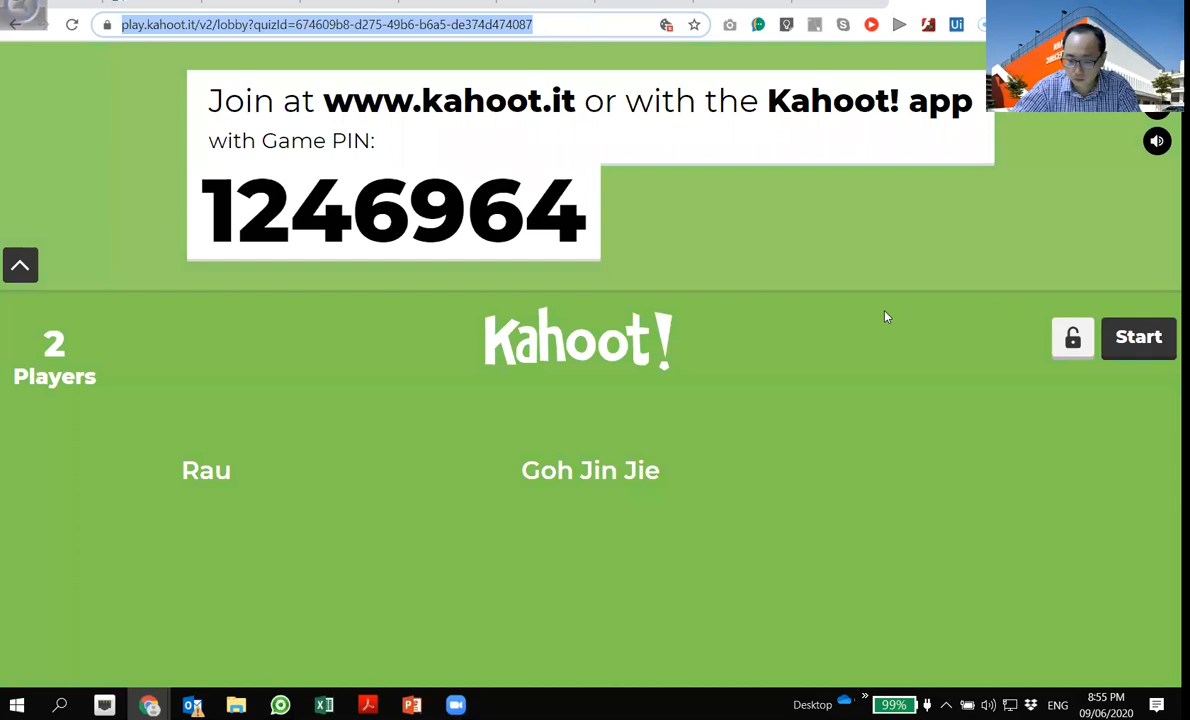 play.kahoot.it/v2/lobby?quizId=674609b8-d275-49b6-b6a5-de374d474087
Join at www.kahoot.it or with the Kahoot! app
with Game PIN:
1246964
Kahoot!
Start
2
Players
Rau
Goh Jin Jie
Desktop
99%
ENG
8:55 PM
09/06/2020